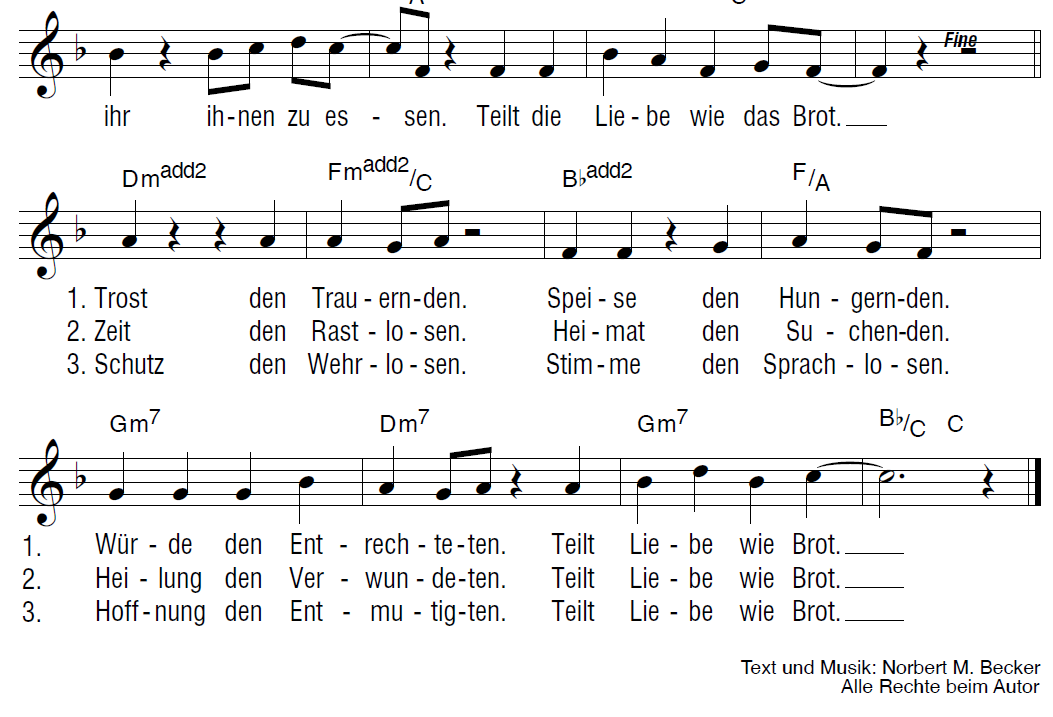 Fine
ihr ih-nen zu es - sen. Teilt die Lie - be wie das Brot.
Dmadd2 Fmadd2/C B♭add2 F/A
1. Trost den Trau - ern-den. Spei - se den Hun - gern-den.
2. Zeit den Rast - lo - sen. Hei - mat den Su - chen-den.
3. Schutz den Wehr - lo - sen. Stim - me den Sprach - lo - sen.
Gm7 Dm7 Gm7 B♭/C C
1. Wür - de den Ent - rech - te - ten. Teilt Lie - be wie Brot.
2. Hei - lung den Ver - wun - de-ten. Teilt Lie - be wie Brot.
3. Hoff - nung den Ent - mu - tig - ten. Teilt Lie - be wie Brot.
Text und Musik: Norbert M. Becker
Alle Rechte beim Autor